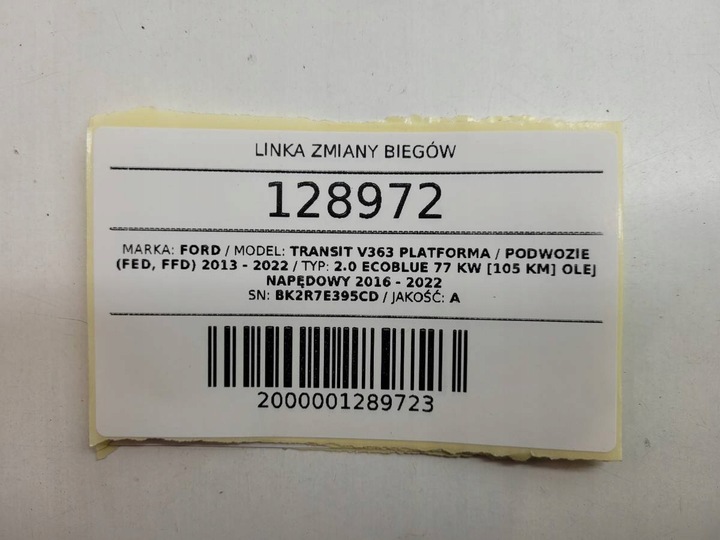 LINKA ZMIANY BIEGÓW
128972
MARKA: FORD / MODEL: TRANSIT V363 PLATFORMA / PODWOZIE
(FED, FFD) 2013 - 2022 / TYP: 2.0 ECOBLUE 77 KW [105 KM] OLEJ
NAPĘDOWY 2016 - 2022
SN: BK2R7E395CD / JAKOŚĆ: A
2000001289723